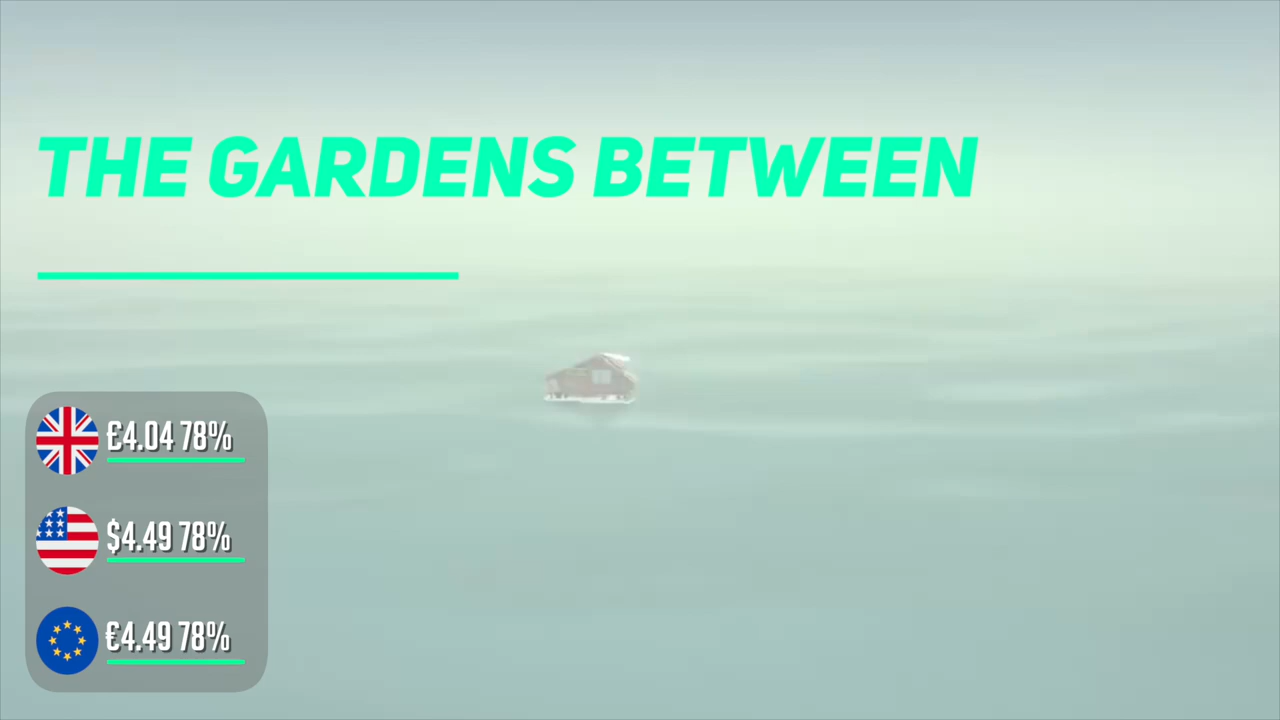 THE GARDENS BETWEEN
£4.04 78%
$4.49 78%
€4.49 78%